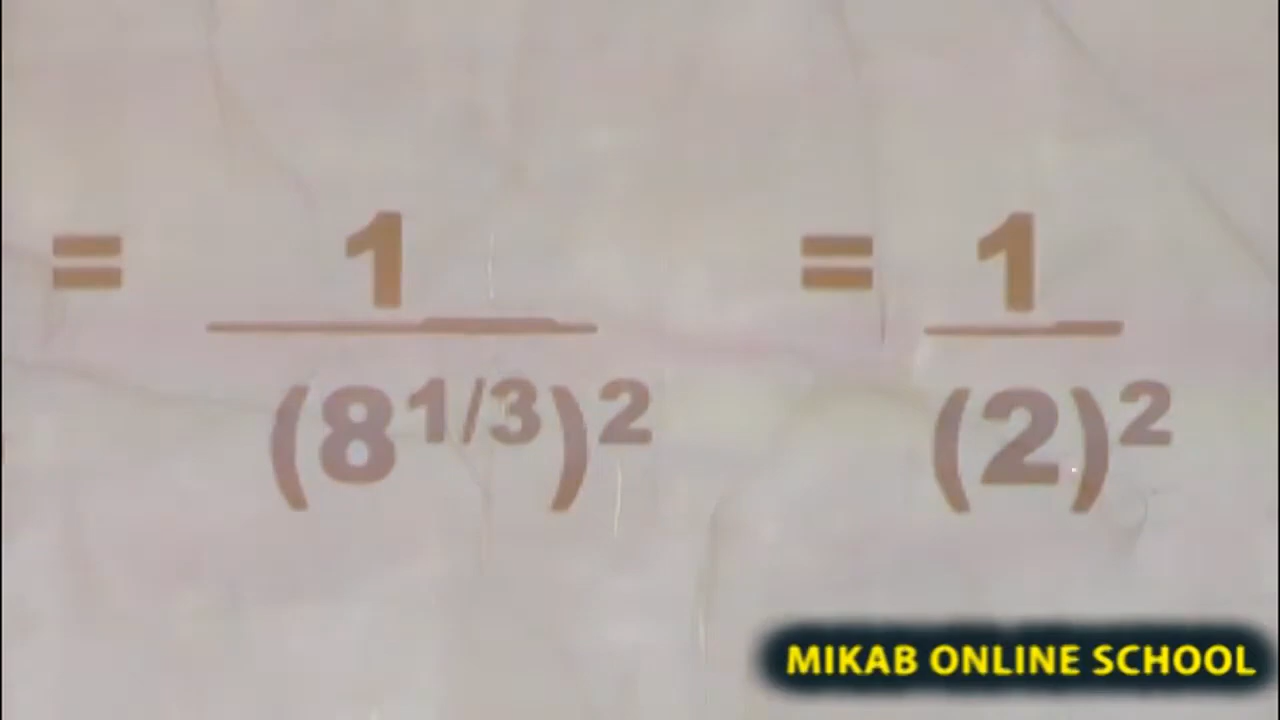 = 1 / (8^{1/3})^2 = 1 / (2)^2
MIKAB ONLINE SCHOOL